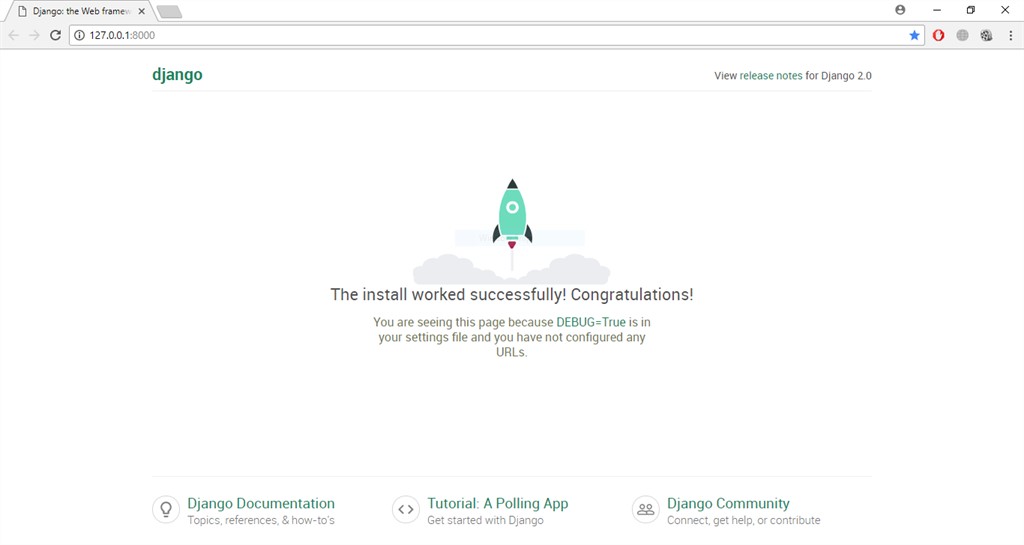 Django: the Web framew
127.0.0.1:8000
django
View release notes for Django 2.0
The install worked successfully! Congratulations!
You are seeing this page because DEBUG=True is in
your settings file and you have not configured any
URLs.
Django Documentation
Topics, references, & how-to's
Tutorial: A Polling App
Get started with Django
Django Community
Connect, get help, or contribute